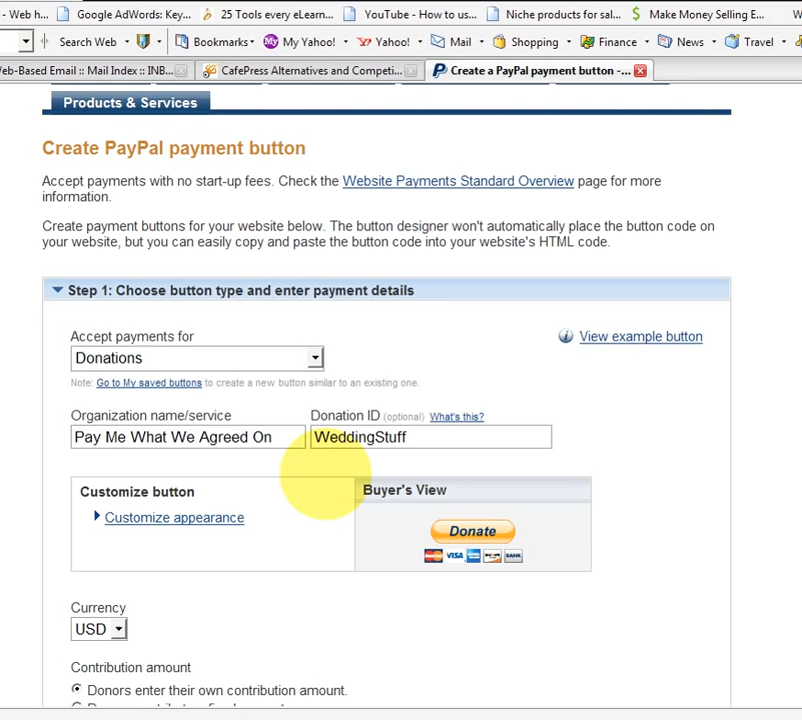 - Web h... Google AdWords: Key... 25 Tools every eLearn... YouTube - How to us... Niche products for sal... Make Money Selling E...
Search Web Bookmarks My Yahoo! Yahoo! Mail Shopping Finance News Travel
eb-Based Email :: Mail Index :: INB... CafePress Alternatives and Competi... Create a PayPal payment button -...
Products & Services
Create PayPal payment button
Accept payments with no start-up fees. Check the Website Payments Standard Overview page for more
information.
Create payment buttons for your website below. The button designer won't automatically place the button code on
your website, but you can easily copy and paste the button code into your website's HTML code.
Step 1: Choose button type and enter payment details
Accept payments for
View example button
Donations
Note: Go to My saved buttons to create a new button similar to an existing one.
Organization name/service Donation ID (optional) What's this?
Pay Me What We Agreed On WeddingStuff
Customize button
Buyer's View
Customize appearance
Donate
VISA BANK
Currency
USD
Contribution amount
Donors enter their own contribution amount.